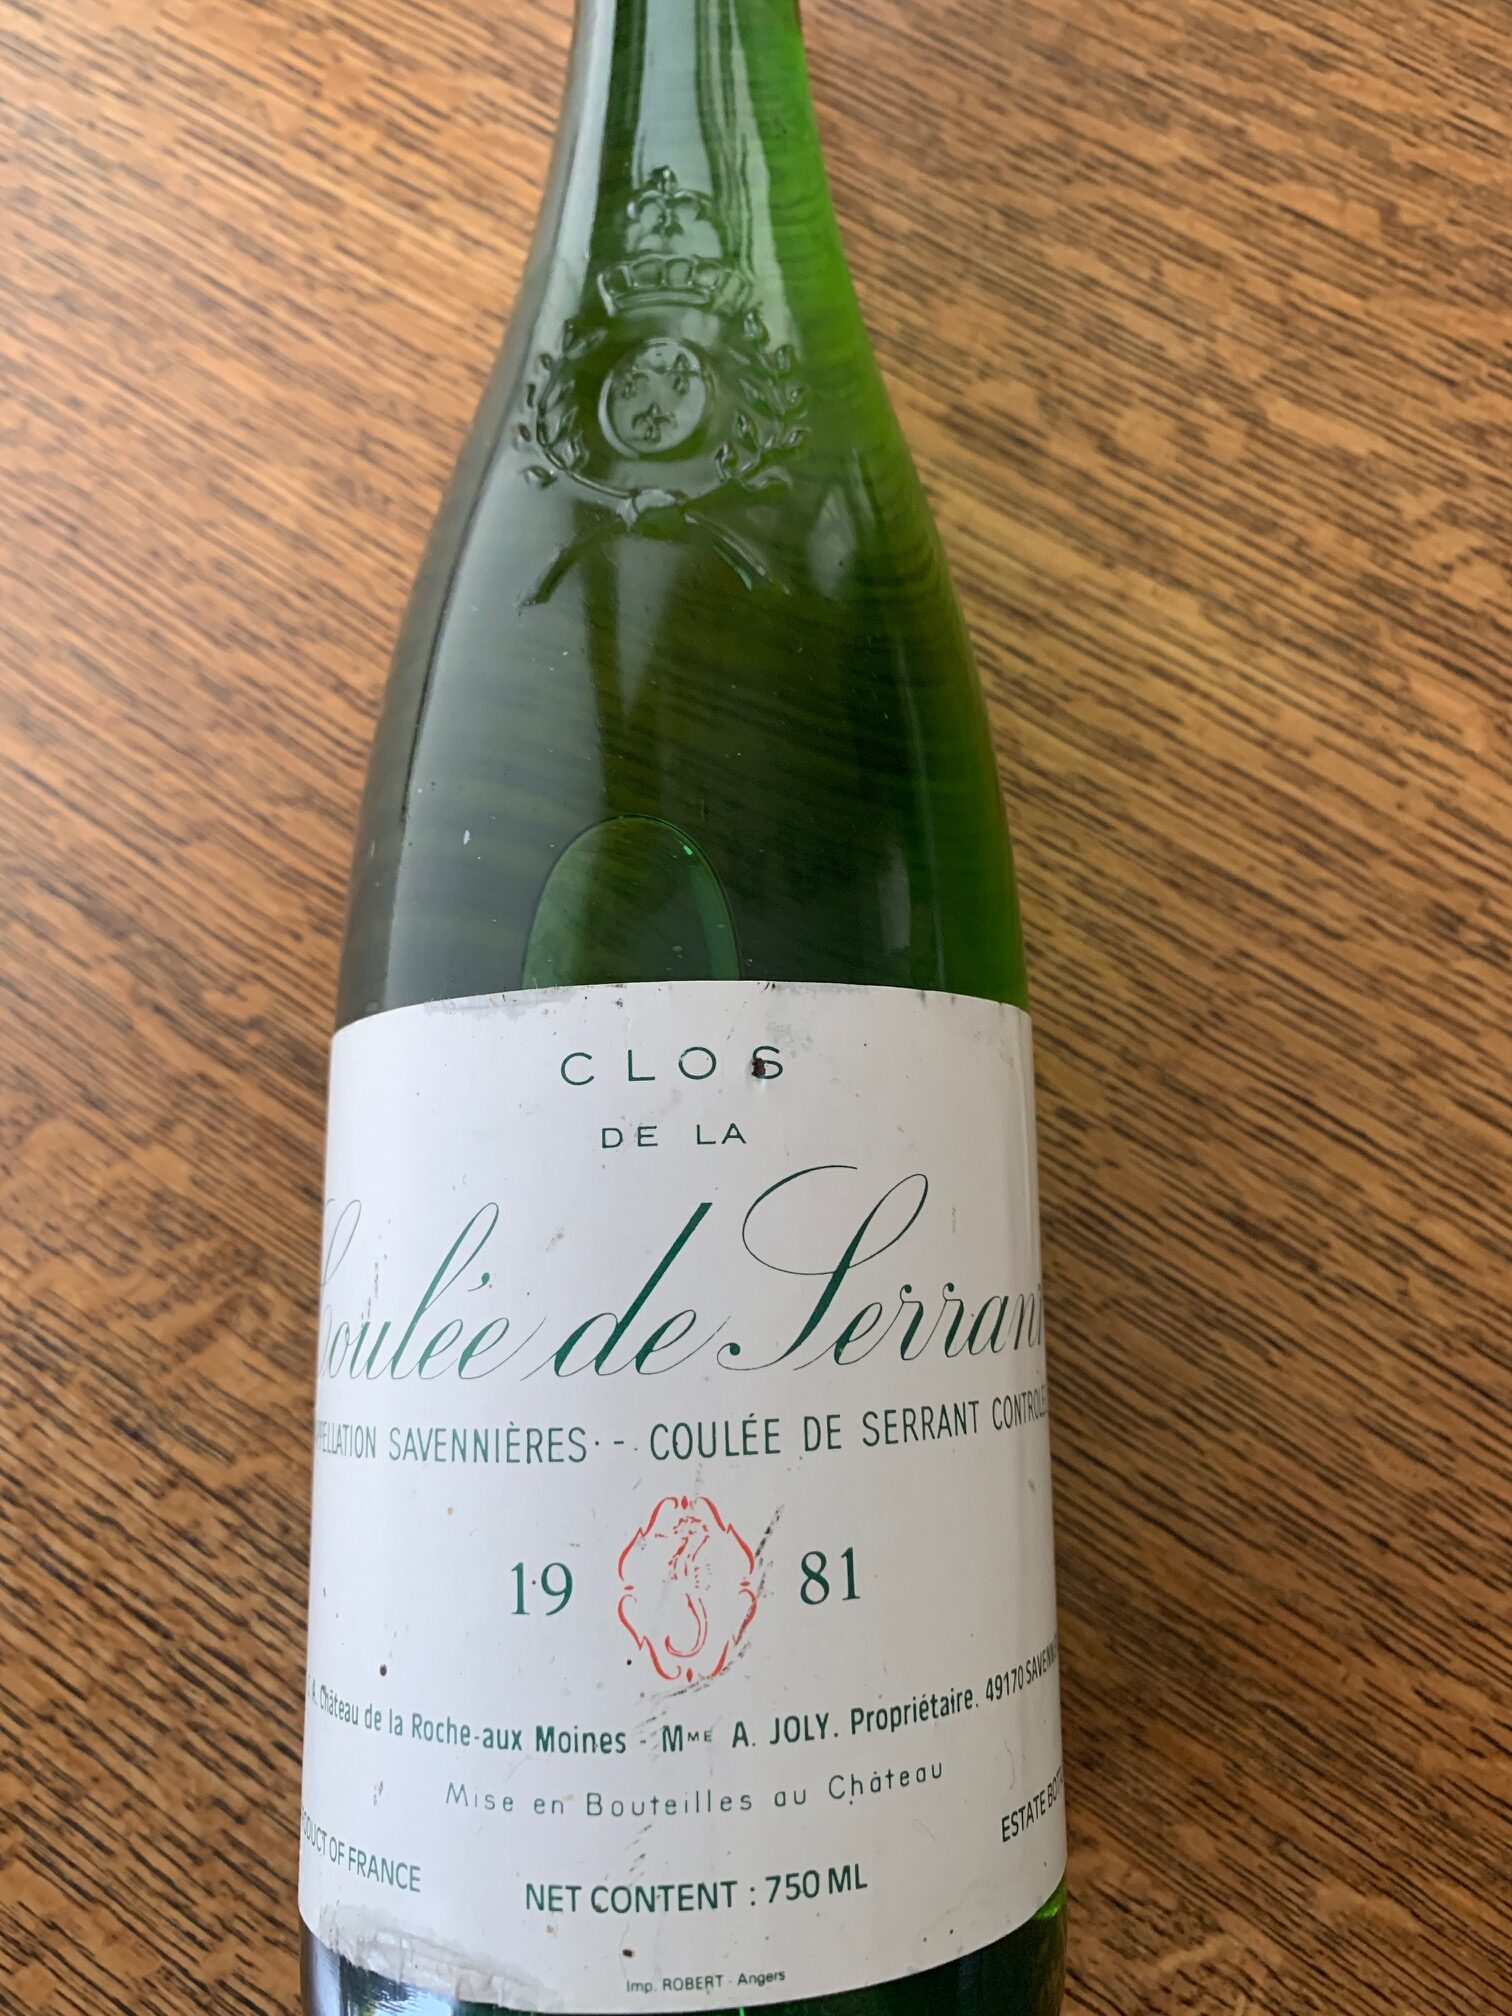 CLOS
DE LA
Coulée de Serrant
APPELLATION SAVENNIÈRES - COULÉE DE SERRANT CONTROLÉE
19 81
A. Château de la Roche-aux Moines - MME A. JOLY. Propriétaire. 49170
Mise en Bouteilles au Château
PRODUCT OF FRANCE
ESTATE
NET CONTENT : 750 ML
Imp. ROBERT - Angers